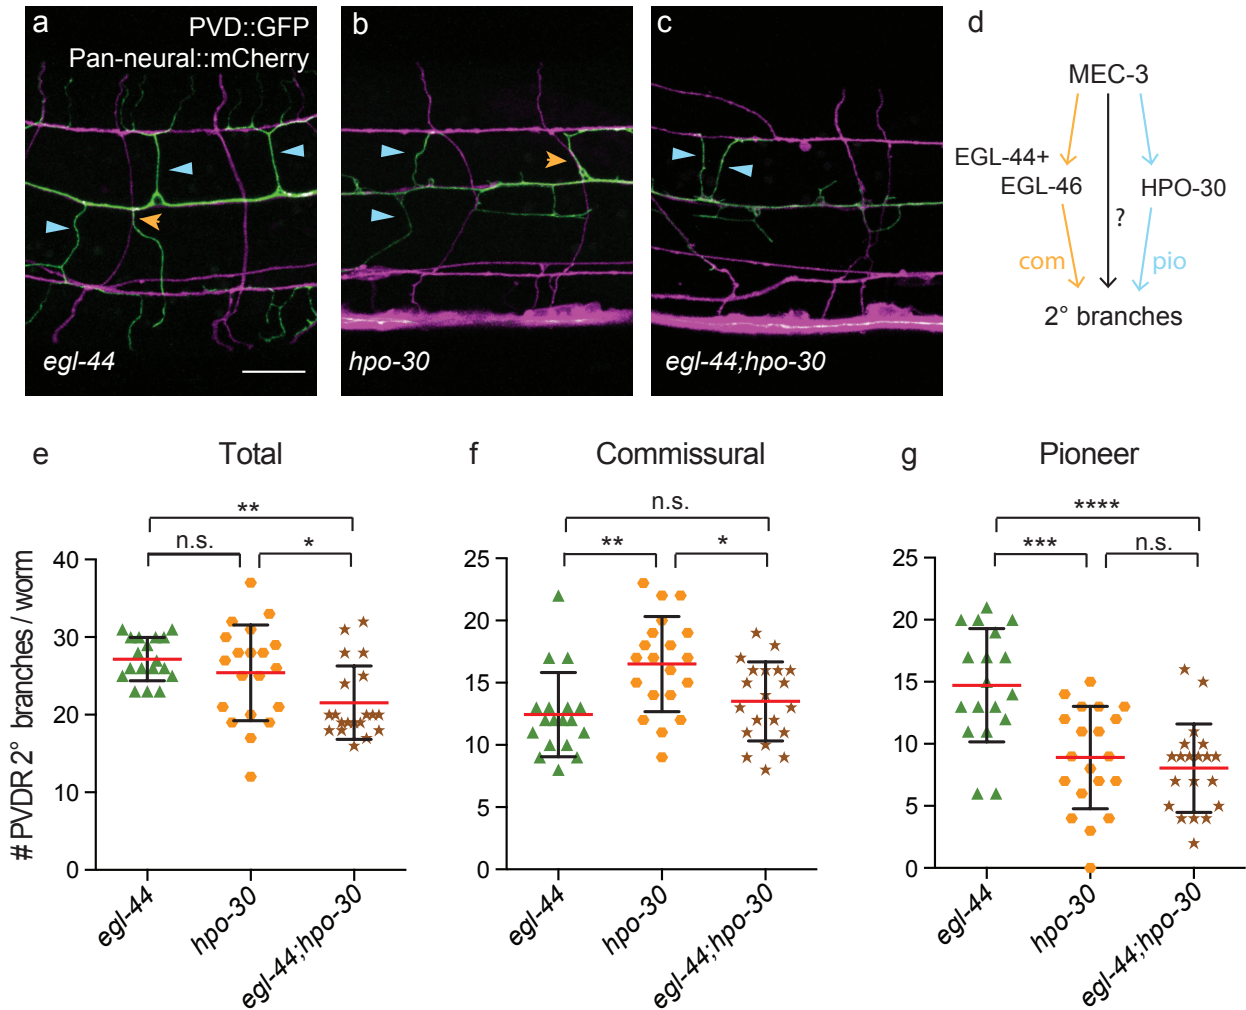 a
PVD::GFP
Pan-neural::mCherry
egl-44
b
hpo-30
c
egl-44;hpo-30
d
MEC-3
EGL-44+
EGL-46
HPO-30
?
com
pio
2° branches
e
Total
**
n.s.
*
# PVDR 2° branches / worm
40
30
20
10
0
egl-44
hpo-30
egl-44;hpo-30
f
Commissural
n.s.
**
*
25
20
15
10
5
0
egl-44
hpo-30
egl-44;hpo-30
g
Pioneer
****
***
n.s.
25
20
15
10
5
0
egl-44
hpo-30
egl-44;hpo-30